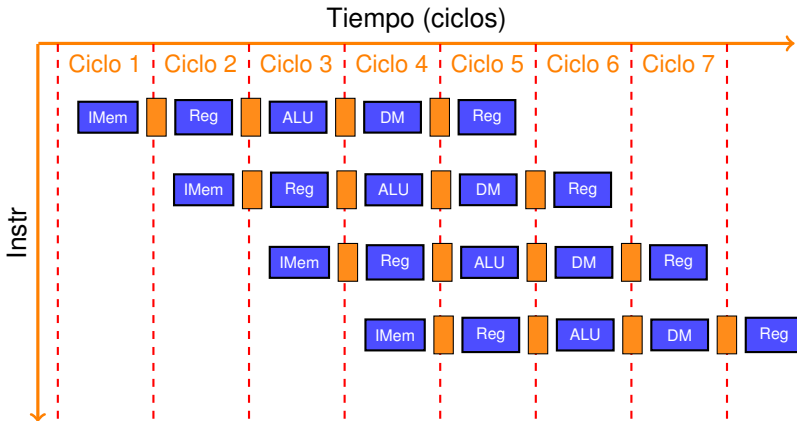 Tiempo (ciclos)
Ciclo 1 Ciclo 2 Ciclo 3 Ciclo 4 Ciclo 5 Ciclo 6 Ciclo 7
Instr
IMem Reg ALU DM Reg
IMem Reg ALU DM Reg
IMem Reg ALU DM Reg
IMem Reg ALU DM Reg